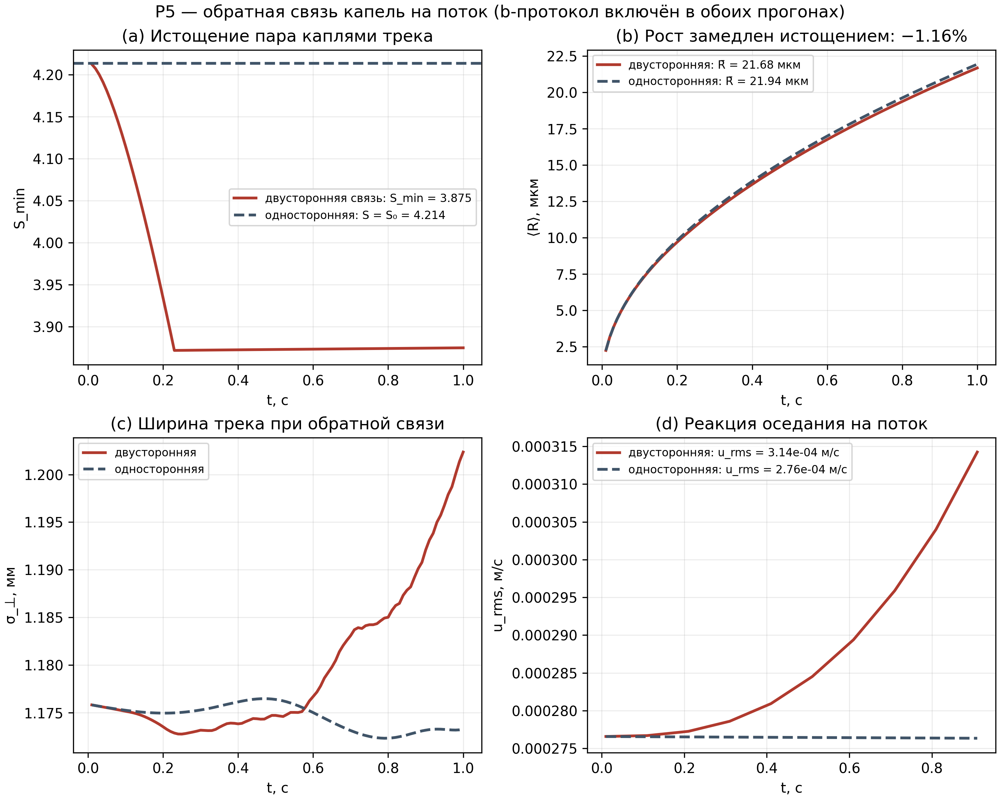 P5 — обратная связь капель на поток (b-протокол включён в обоих прогонах)
(a) Истощение пара каплями трека
S_min
4.20
4.15
4.10
4.05
4.00
3.95
3.90
двусторонняя связь: S_min = 3.875
односторонняя: S = S₀ = 4.214
0.0 0.2 0.4 0.6 0.8 1.0
t, с
(b) Рост замедлен истощением: −1.16%
⟨R⟩, мкм
22.5
20.0
17.5
15.0
12.5
10.0
7.5
5.0
2.5
двусторонняя: R̄ = 21.68 мкм
односторонняя: R̄ = 21.94 мкм
0.0 0.2 0.4 0.6 0.8 1.0
t, с
(c) Ширина трека при обратной связи
σ_⊥, мм
1.200
1.195
1.190
1.185
1.180
1.175
двусторонняя
односторонняя
0.0 0.2 0.4 0.6 0.8 1.0
t, с
(d) Реакция оседания на поток
u_rms, м/с
0.000315
0.000310
0.000305
0.000300
0.000295
0.000290
0.000285
0.000280
0.000275
двусторонняя: u_rms = 3.14e-04 м/с
односторонняя: u_rms = 2.76e-04 м/с
0.0 0.2 0.4 0.6 0.8
t, с